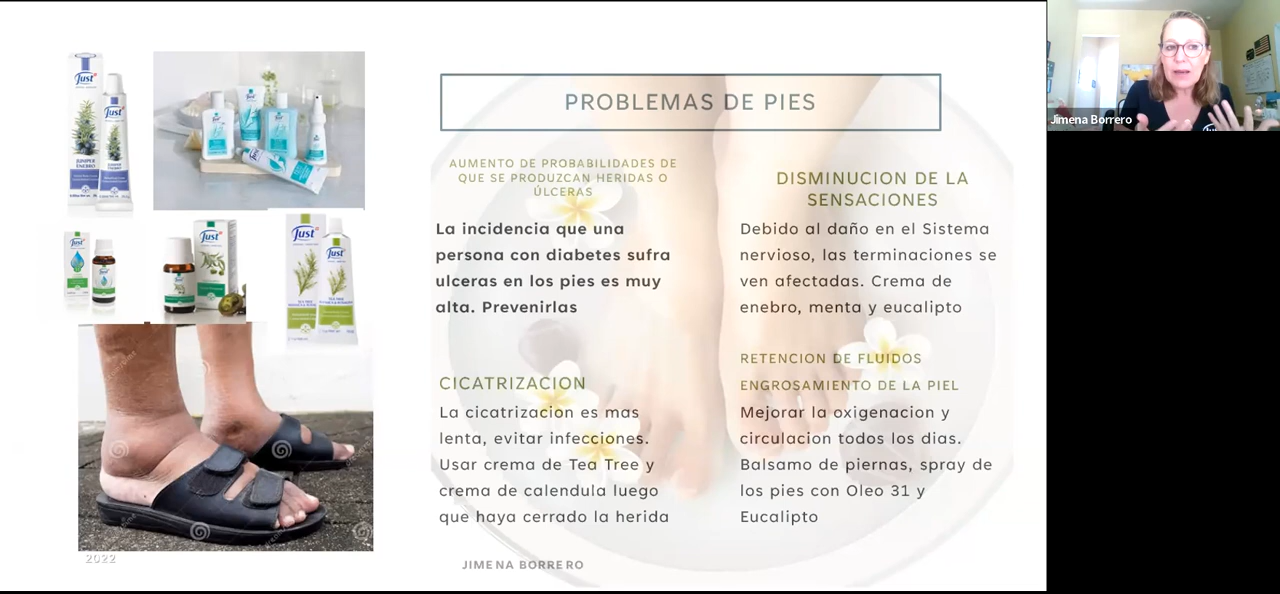 PROBLEMAS DE PIES
AUMENTO DE PROBABILIDADES DE
QUE SE PRODUZCAN HERIDAS O
ÚLCERAS
La incidencia que una
persona con diabetes sufra
ulceras en los pies es muy
alta. Prevenirlas
CICATRIZACION
La cicatrizacion es mas
lenta, evitar infecciones.
Usar crema de Tea Tree y
crema de calendula luego
que haya cerrado la herida
DISMINUCION DE LA
SENSACIONES
Debido al daño en el Sistema
nervioso, las terminaciones se
ven afectadas. Crema de
enebro, menta y eucalipto
RETENCION DE FLUIDOS
ENGROSAMIENTO DE LA PIEL
Mejorar la oxigenacion y
circulacion todos los dias.
Balsamo de piernas, spray de
los pies con Oleo 31 y
Eucalipto
JIMENA BORRERO
2022
Jimena Borrero
Just
Just
JUNIPER
ENEBRO
Just
Just
Just
Just
TEA TREE